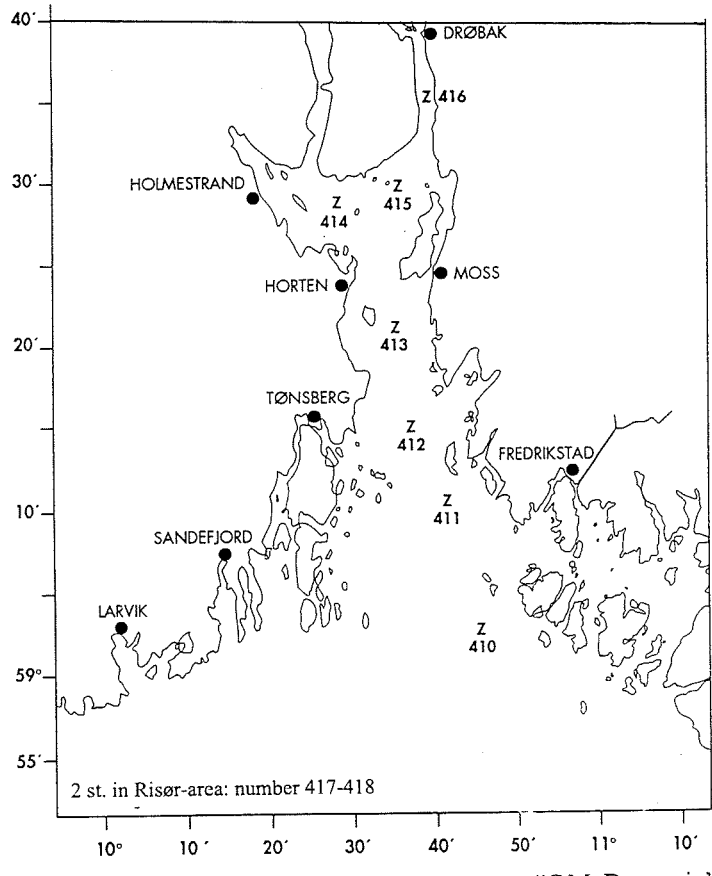 40´
DRØBAK
Z 416
30´
HOLMESTRAND
Z
415
Z
414
HORTEN
MOSS
20´
Z
413
TØNSBERG
Z
412
FREDRIKSTAD
10´
Z
411
SANDEFJORD
LARVIK
Z
410
59°
55´
2 st. in Risør-area: number 417-418
10° 10´ 20´ 30´ 40´ 50´ 11° 10´